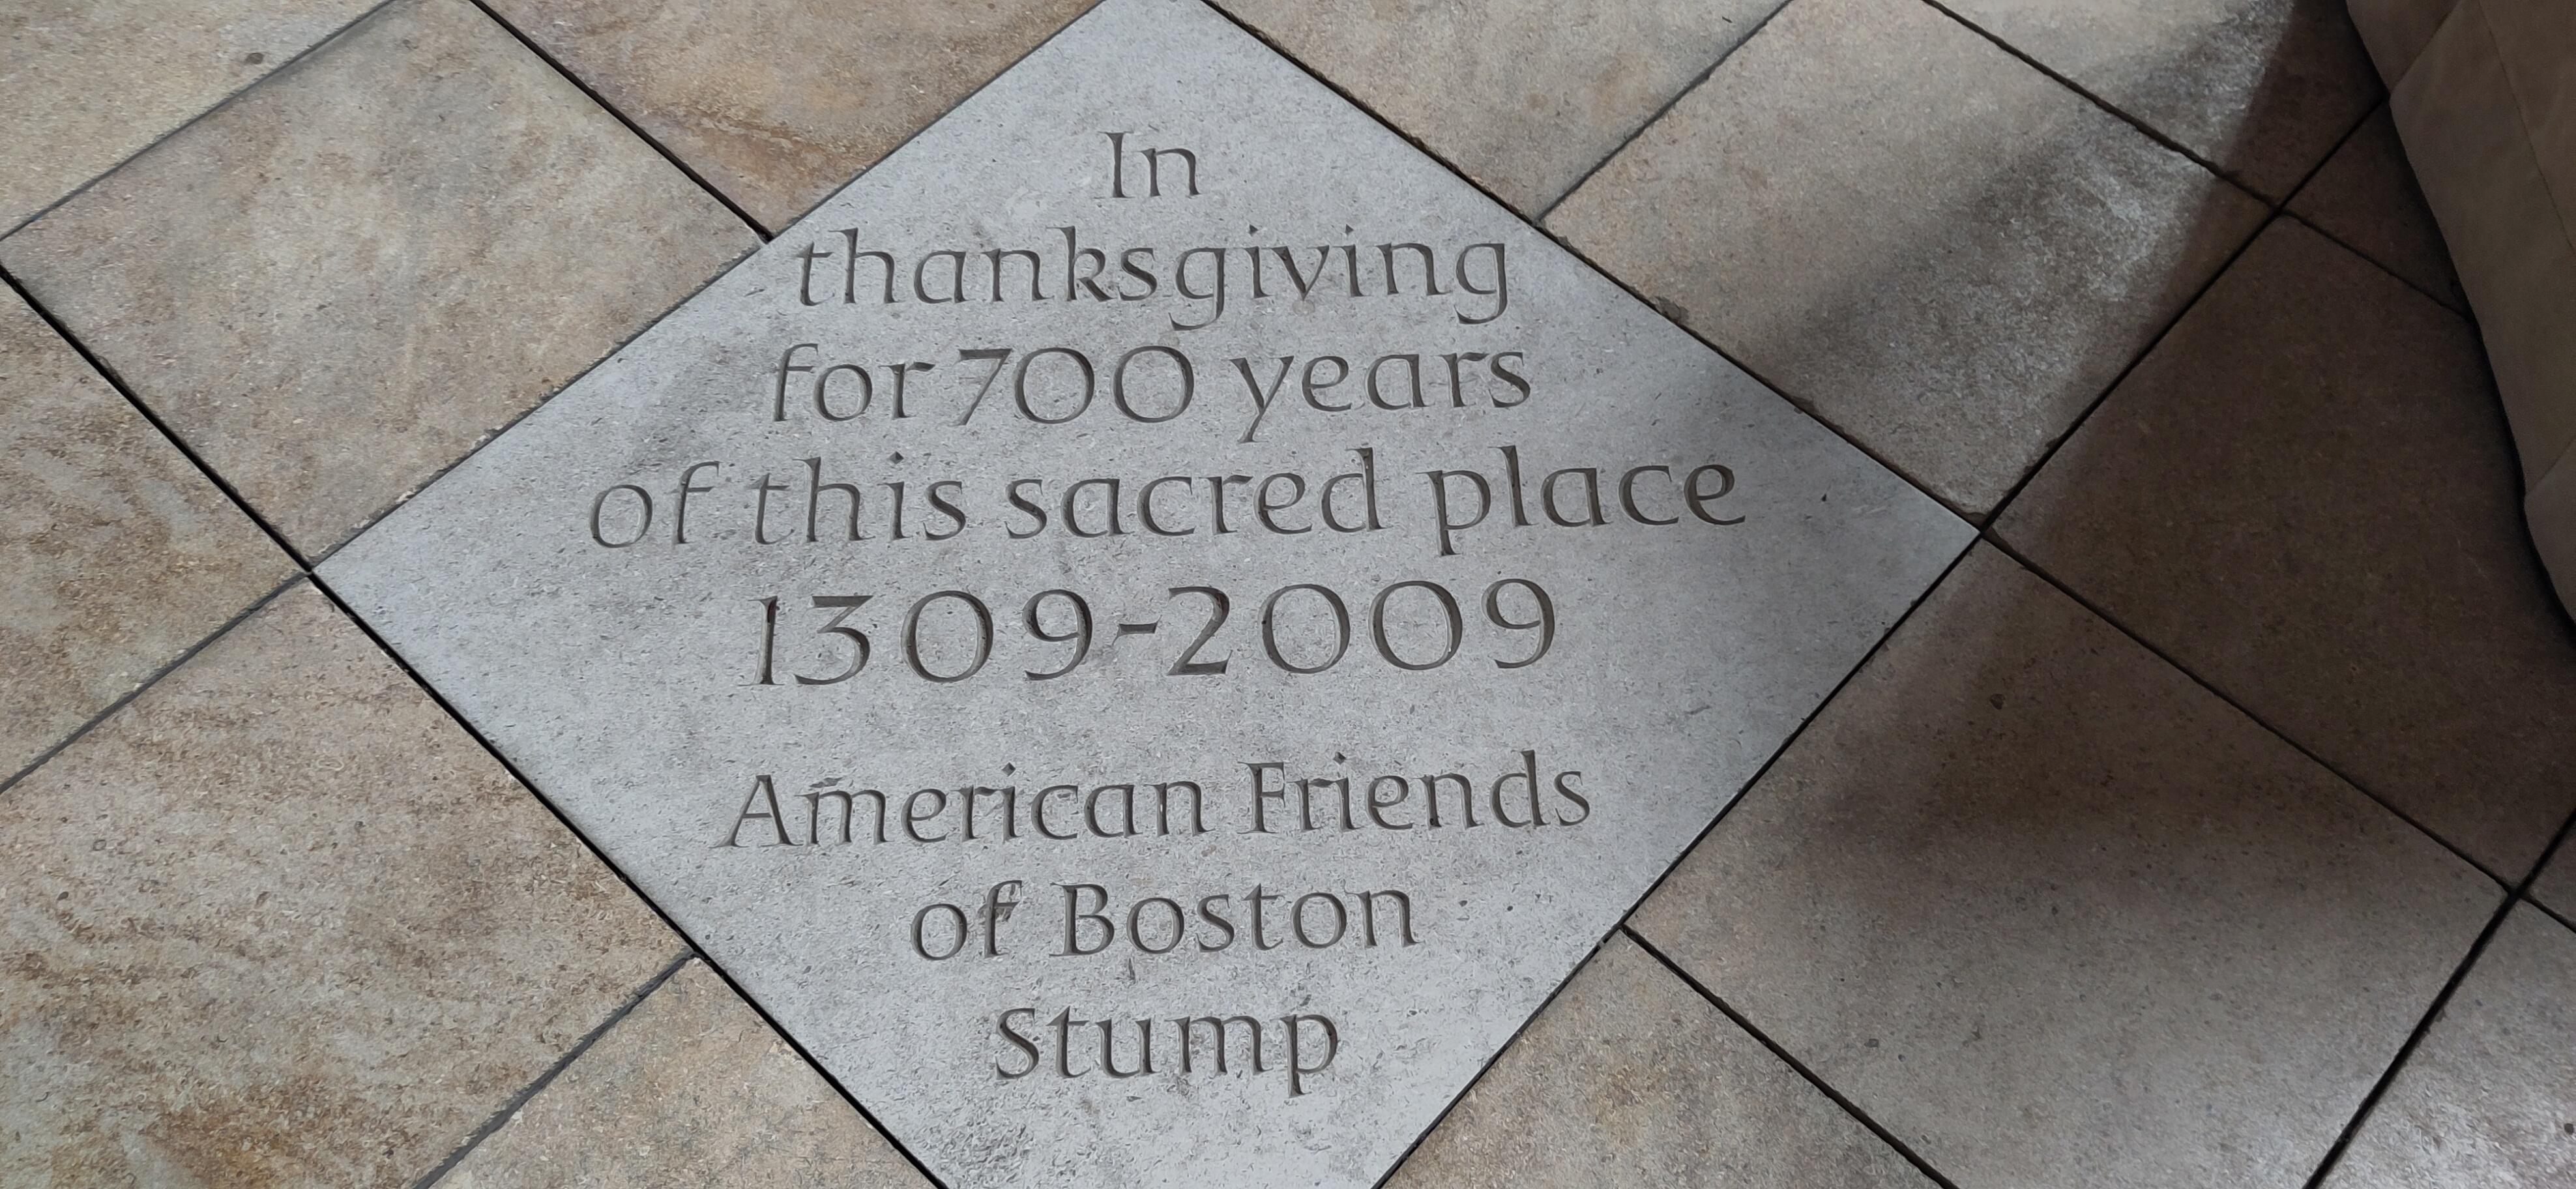 In
thanksgiving
for 700 years
of this sacred place
1309-2009
American Friends
of Boston
Stump